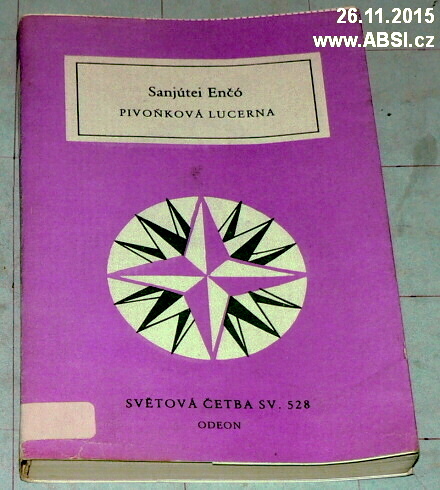 26.11.2015
www.ABSI.cz
Sanjútei Enčó
PIVOŇKOVÁ LUCERNA
SVĚTOVÁ ČETBA SV. 528
ODEON